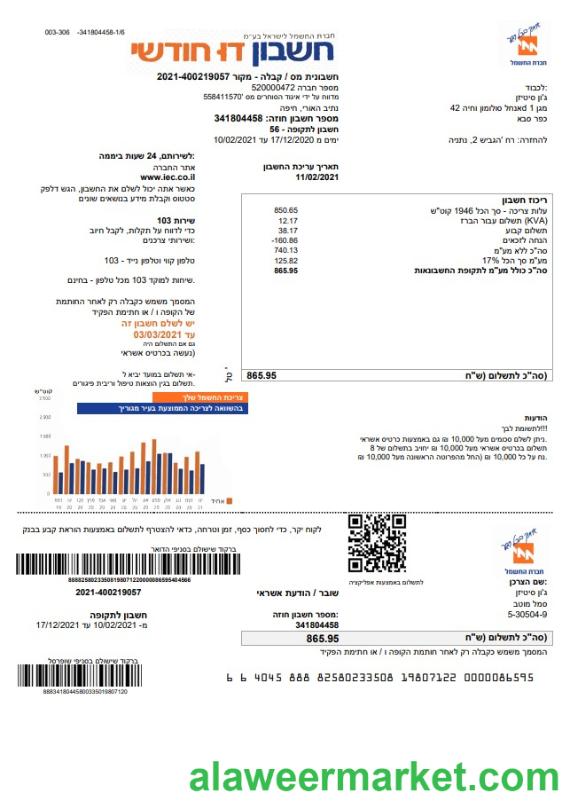 003-306 -341804458-1/6
חברת החשמל לישראל בע"מ
חשבון דו חודשי
חברת החשמל
חשבונית מס / קבלה - מקור 2021-400219057
מספר חברה 520000472
מדווח על ידי איגוד הסוחרים מס '558411570
נתיב האורי, חיפה
מספר חשבון חוזה: 341804458
חשבון לתקופה - 56
ימים מ 17/12/2020 עד 10/02/2021
:לכבוד
ג'ון סיטיזן
מגן 1 דאנחל סולומון וחיה 42
כפר סבא
להחזרה: רח 'הגביש 2, נתניה
תאריך עריכת החשבון
11/02/2021
:לשירותם, 24 שעות ביממה
אתר החברה
www.iec.co.il
כאשר אתה יכול לשלם את החשבון, הגש דלפק
סטטוס וקבלת מידע בנושאים שונים
שירות 103
כדי לדווח על תקלות, לקבל חיוב
:ושירותי צרכנים
טלפון קווי וטלפון נייד - 103
.שיחות למוקד 103 מכל טלפון - בחינם
המסמך משמש כקבלה רק לאחר החותמת
של הקופה ו / או חתימת הפקיד
יש לשלם חשבון זה
עד 03/03/2021
גם אם התשלום היה
(נעשה בכרטיס אשראי
-אי תשלום במועד יביא ל
.תשלום בגין הוצאות טיפול וריבית פיגורים
ריכוז חשבון
עלות צריכה - סך הכל 1946 קוט"ש 850.65
(KVA) תשלום עבור הברז 12.17
תשלום קבוע 38.17
הנחה לזכאים -160.86
סה"כ ללא מע"מ 740.13
מע"מ סך הכל 17% 125.82
סה"כ כולל מע"מ לתקופת החשבונאות 865.95
(סה"כ לתשלום (ש"ח 865.95
הודעות
!!!לתשומת לבך
.ניתן לשלם סכומים מעל 10,000 ₪ גם באמצעות כרטיס אשראי
תשלום בכרטיס אשראי מעל 10,000 ₪ יחויב בתשלום של 8
.נח על כל 10,000 ₪ (החל מהפרוטה הראשונה מעל 10,000 ₪
קוט"ש
צריכת החשמל שלך
בהשוואה לצריכה הממוצעת בעיר מגוריך
לקוח יקר, כדי לחסוך כסף, זמן וטרחה, כדאי להצטרף לתשלום באמצעות הוראת קבע בבנק
ברקוד שישולם בסניפי הדואר
2021-400219057
שובר / הודעת אשראי
לתשלום באמצעות אפליקציה
חברת החשמל
:שם הצרכן
ג'ון סיטיזן
סמל מוטב
5-30504-9
חשבון לתקופה
מ- 10/02/2021 עד 17/12/2021
:מספר חשבון חוזה
341804458
(סה"כ לתשלום (ש"ח 865.95
המסמך משמש כקבלה רק לאחר חותמת הקופה ו / או חתימת הפקיד
ברקוד שישולם בסניפי שופרסל
8883418044580033519807120
6 6 4045 888 82580233508 19807122 0000086595
alaweermarket.com